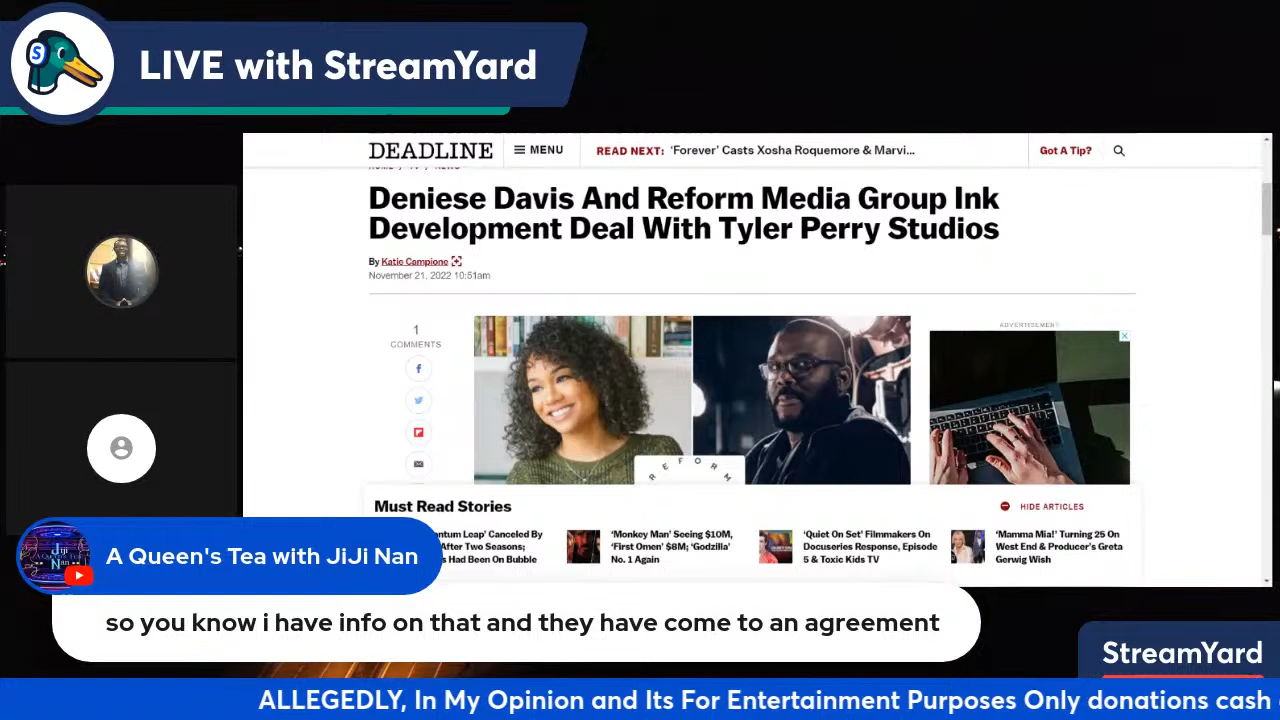 LIVE with StreamYard
DEADLINE
MENU
READ NEXT: ‘Forever’ Casts Xosha Roquemore & Marvi...
Got A Tip?
Deniese Davis And Reform Media Group Ink
Development Deal With Tyler Perry Studios
By Katie Campione
November 21, 2022 10:51am
1
COMMENTS
ADVERTISEMENT
REFORM
Must Read Stories
HIDE ARTICLES
antum Leap’ Canceled By
After Two Seasons;
s Had Been On Bubble
‘Monkey Man’ Seeing $10M,
‘First Omen’ $8M; ‘Godzilla’
No. 1 Again
‘Quiet On Set’ Filmmakers On
Docuseries Response, Episode
5 & Toxic Kids TV
‘Mamma Mia!’ Turning 25 On
West End & Producer’s Greta
Gerwig Wish
JiJi
Nan
A Queen's Tea with JiJi Nan
so you know i have info on that and they have come to an agreement
StreamYard
ALLEGEDLY, In My Opinion and Its For Entertainment Purposes Only donations cash